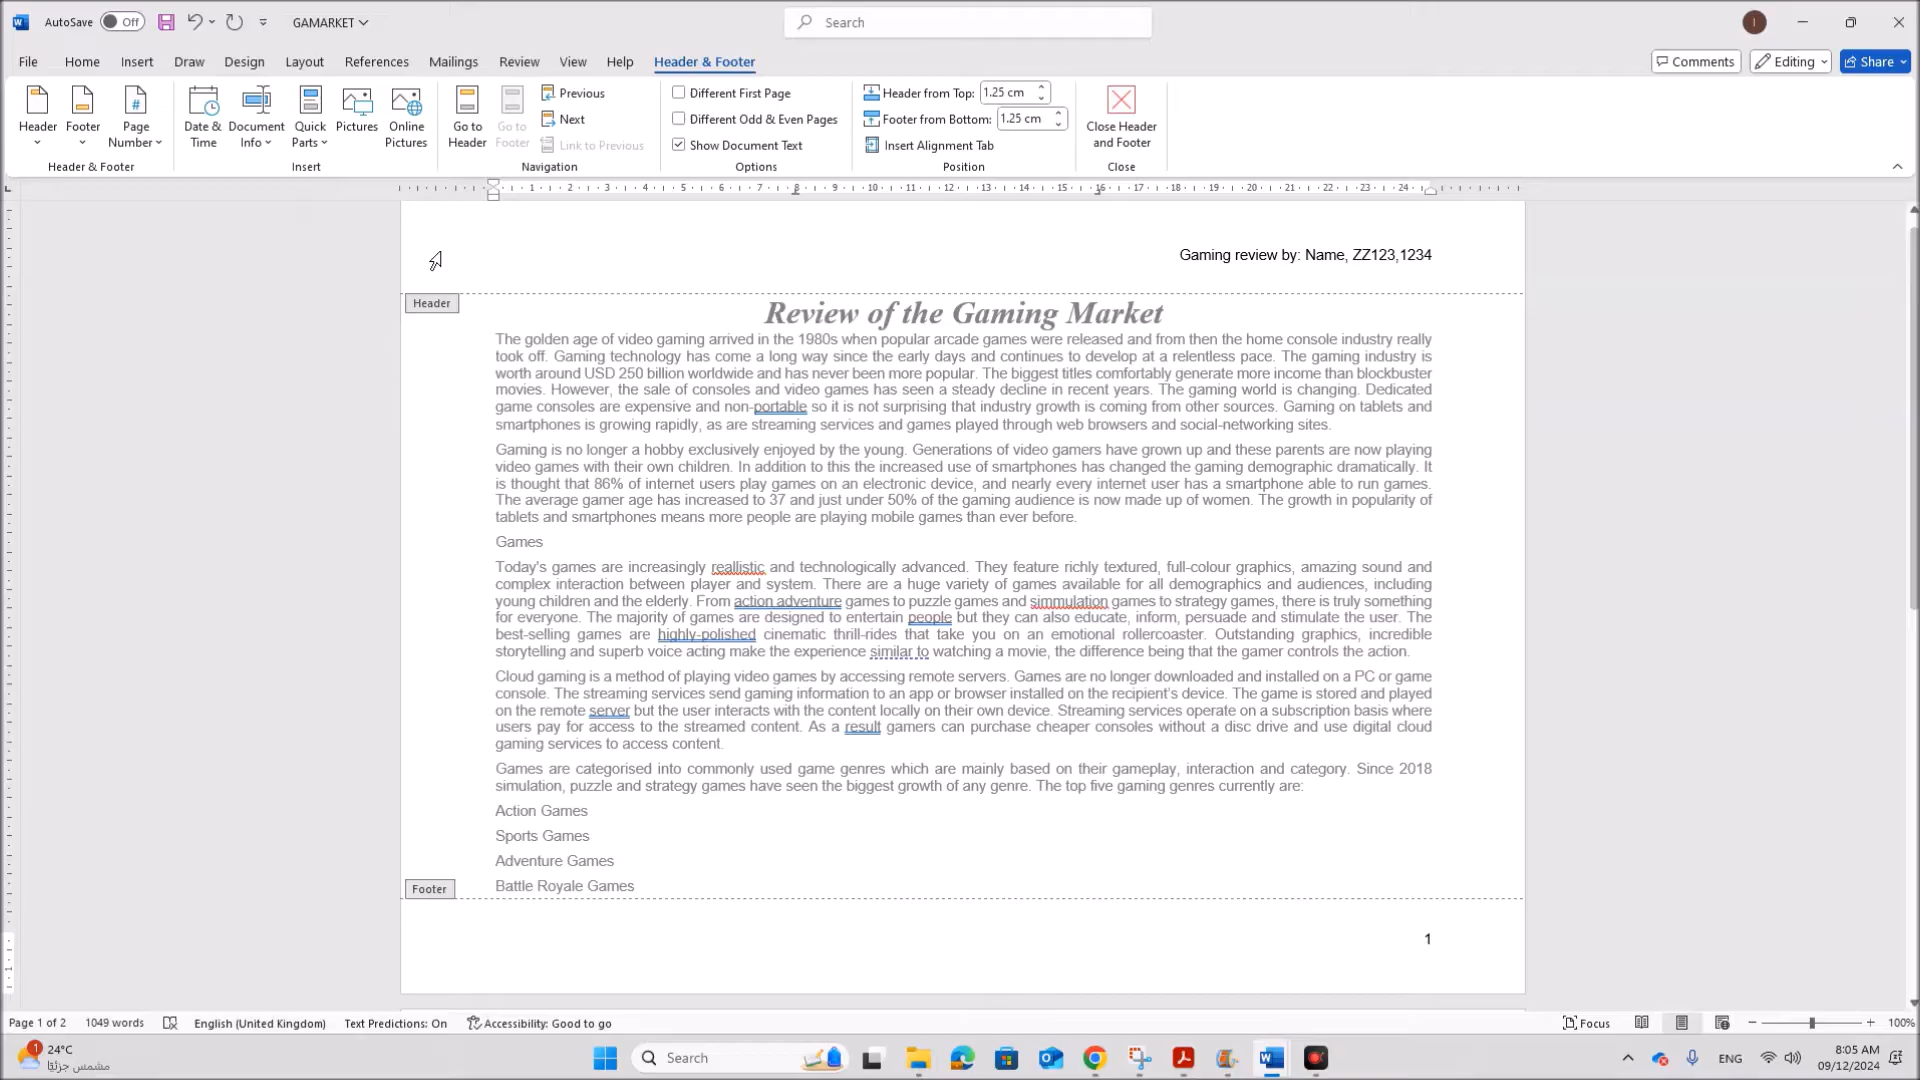 AutoSave Off GAMARKET Search
File Home Insert Draw Design Layout References Mailings Review View Help Header & Footer Comments Editing Share
Header Footer Page Number
Header & Footer
Date & Time Document Info Quick Parts Pictures Online Pictures
Insert
Go to Header Go to Footer Previous Next Link to Previous
Navigation
Different First Page
Different Odd & Even Pages
Show Document Text
Options
Header from Top: 1.25 cm
Footer from Bottom: 1.25 cm
Insert Alignment Tab
Position
Close Header and Footer
Close
1 2 3 4 5 6 7 8 9 10 11 12 13 14 15 16 17 18 19 20 21 22 23 24
Gaming review by: Name, ZZ123,1234
Header
Review of the Gaming Market
The golden age of video gaming arrived in the 1980s when popular arcade games were released and from then the home console industry really
took off. Gaming technology has come a long way since the early days and continues to develop at a relentless pace. The gaming industry is
worth around USD 250 billion worldwide and has never been more popular. The biggest titles comfortably generate more income than blockbuster
movies. However, the sale of consoles and video games has seen a steady decline in recent years. The gaming world is changing. Dedicated
game consoles are expensive and non-portable so it is not surprising that industry growth is coming from other sources. Gaming on tablets and
smartphones is growing rapidly, as are streaming services and games played through web browsers and social-networking sites.
Gaming is no longer a hobby exclusively enjoyed by the young. Generations of video gamers have grown up and these parents are now playing
video games with their own children. In addition to this the increased use of smartphones has changed the gaming demographic dramatically. It
is thought that 86% of internet users play games on an electronic device, and nearly every internet user has a smartphone able to run games.
The average gamer age has increased to 37 and just under 50% of the gaming audience is now made up of women. The growth in popularity of
tablets and smartphones means more people are playing mobile games than ever before.
Games
Today's games are increasingly reallistic and technologically advanced. They feature richly textured, full-colour graphics, amazing sound and
complex interaction between player and system. There are a huge variety of games available for all demographics and audiences, including
young children and the elderly. From action adventure games to puzzle games and simmulation games to strategy games, there is truly something
for everyone. The majority of games are designed to entertain people but they can also educate, inform, persuade and stimulate the user. The
best-selling games are highly-polished cinematic thrill-rides that take you on an emotional rollercoaster. Outstanding graphics, incredible
storytelling and superb voice acting make the experience similar to watching a movie, the difference being that the gamer controls the action.
Cloud gaming is a method of playing video games by accessing remote servers. Games are no longer downloaded and installed on a PC or game
console. The streaming services send gaming information to an app or browser installed on the recipient's device. The game is stored and played
on the remote server but the user interacts with the content locally on their own device. Streaming services operate on a subscription basis where
users pay for access to the streamed content. As a result gamers can purchase cheaper consoles without a disc drive and use digital cloud
gaming services to access content.
Games are categorised into commonly used game genres which are mainly based on their gameplay, interaction and category. Since 2018
simulation, puzzle and strategy games have seen the biggest growth of any genre. The top five gaming genres currently are:
Action Games
Sports Games
Adventure Games
Battle Royale Games
Footer
1
Page 1 of 2 1049 words English (United Kingdom) Text Predictions: On Accessibility: Good to go Focus 100%
1 24°C
مشمس جزئيًا
Search
ENG
8:05 AM
09/12/2024